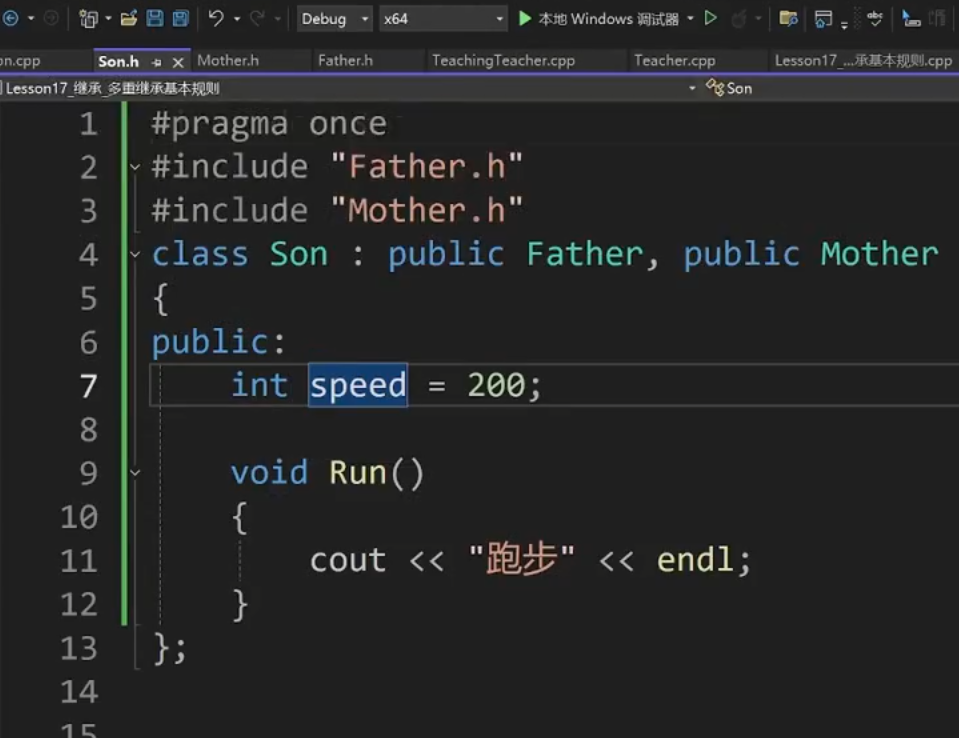 Debug x64 本地 Windows 调试器
on.cpp Son.h Mother.h Father.h TeachingTeacher.cpp Teacher.cpp Lesson17_...承基本规则.cpp
Lesson17_继承_多重继承基本规则 Son
1 #pragma once
2 #include "Father.h"
3 #include "Mother.h"
4 class Son : public Father, public Mother
5 {
6 public:
7 int speed = 200;
8
9 void Run()
10 {
11 cout << "跑步" << endl;
12 }
13 };
14
15